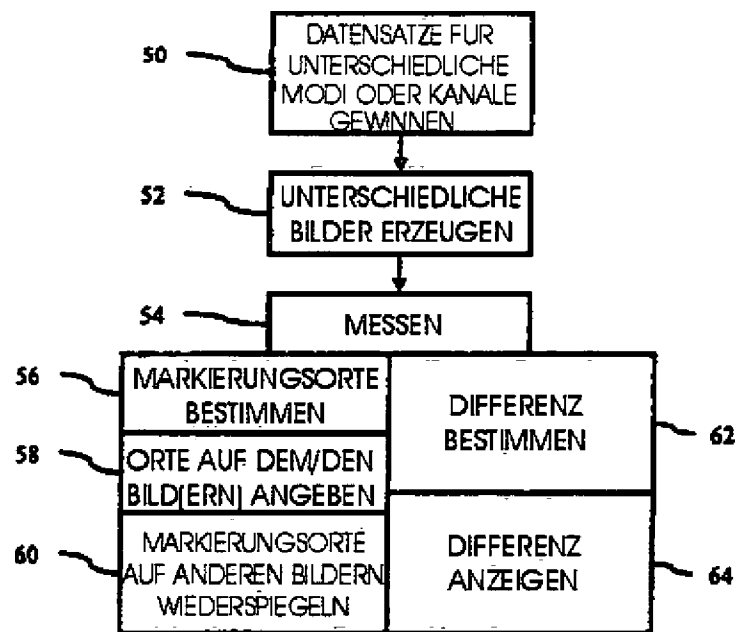 50
DATENSATZE FUR
UNTERSCHIEDLICHE
MODI ODER KANALE
GEWINNEN
52
UNTERSCHIEDLICHE
BILDER ERZEUGEN
54
MESSEN
56
MARKIERUNGSORTE
BESTIMMEN
58
ORTE AUF DEM/DEN
BILD(ERN) ANGEBEN
60
MARKIERUNGSORTE
AUF ANDEREN BILDERN
WIEDERSPIEGELN
DIFFERENZ
BESTIMMEN
62
DIFFERENZ
ANZEIGEN
64